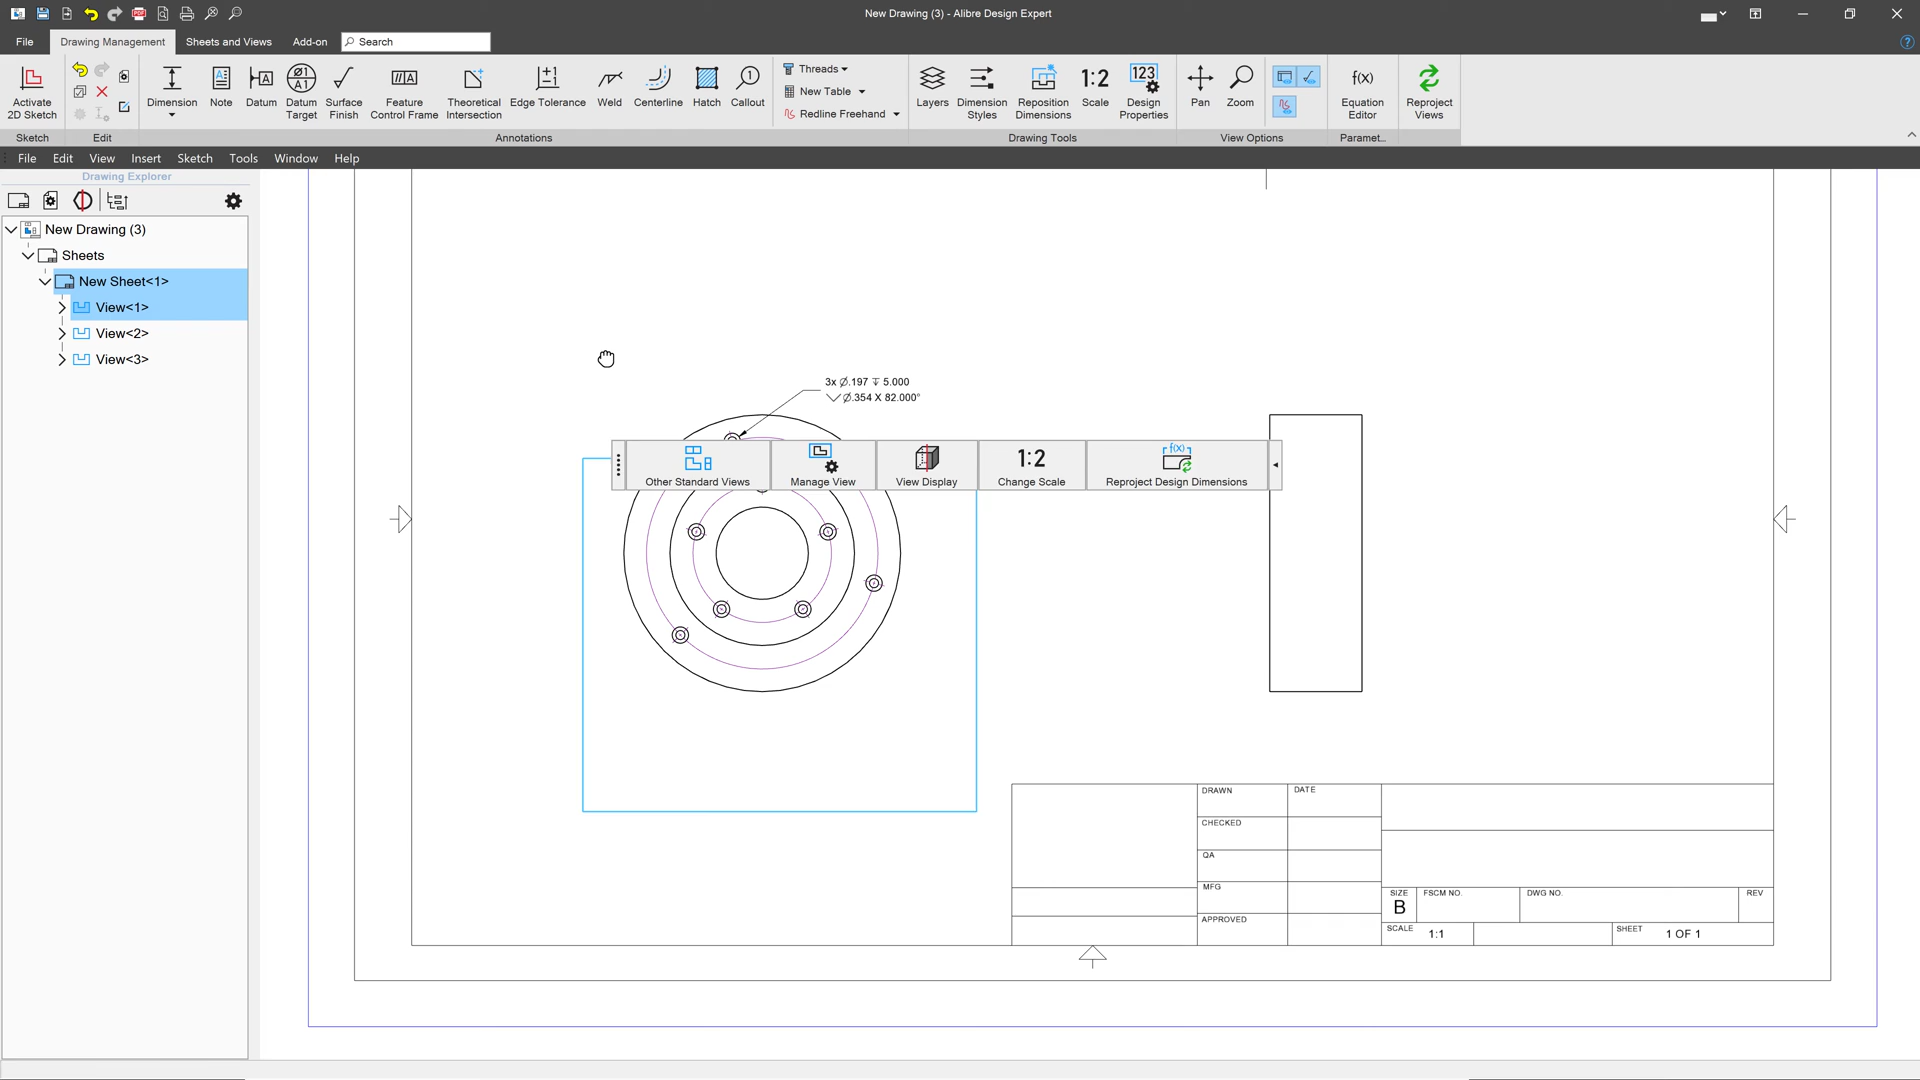 New Drawing (3) - Alibre Design Expert
File Drawing Management Sheets and Views Add-on Search
Activate 2D Sketch
Dimension
Note
Datum
Datum Target
Surface Finish
Feature Control Frame
Theoretical Intersection
Edge Tolerance
Weld
Centerline
Hatch
Callout
Threads
New Table
Redline Freehand
Layers
Dimension Styles
Reposition Dimensions
1:2
Scale
Design Properties
Pan
Zoom
Equation Editor
Reproject Views
Sketch Edit Annotations Drawing Tools View Options Paramet...
File Edit View Insert Sketch Tools Window Help
Drawing Explorer
New Drawing (3)
Sheets
New Sheet<1>
View<1>
View<2>
View<3>
3x Ø.197 ↧ 5.000
⌵Ø.354 X 82.000°
Other Standard Views
Manage View
View Display
1:2
Change Scale
f(x)
Reproject Design Dimensions
DRAWN DATE
CHECKED
QA
MFG
APPROVED
SIZE FSCM NO. DWG NO. REV
B
SCALE 1:1 SHEET 1 OF 1